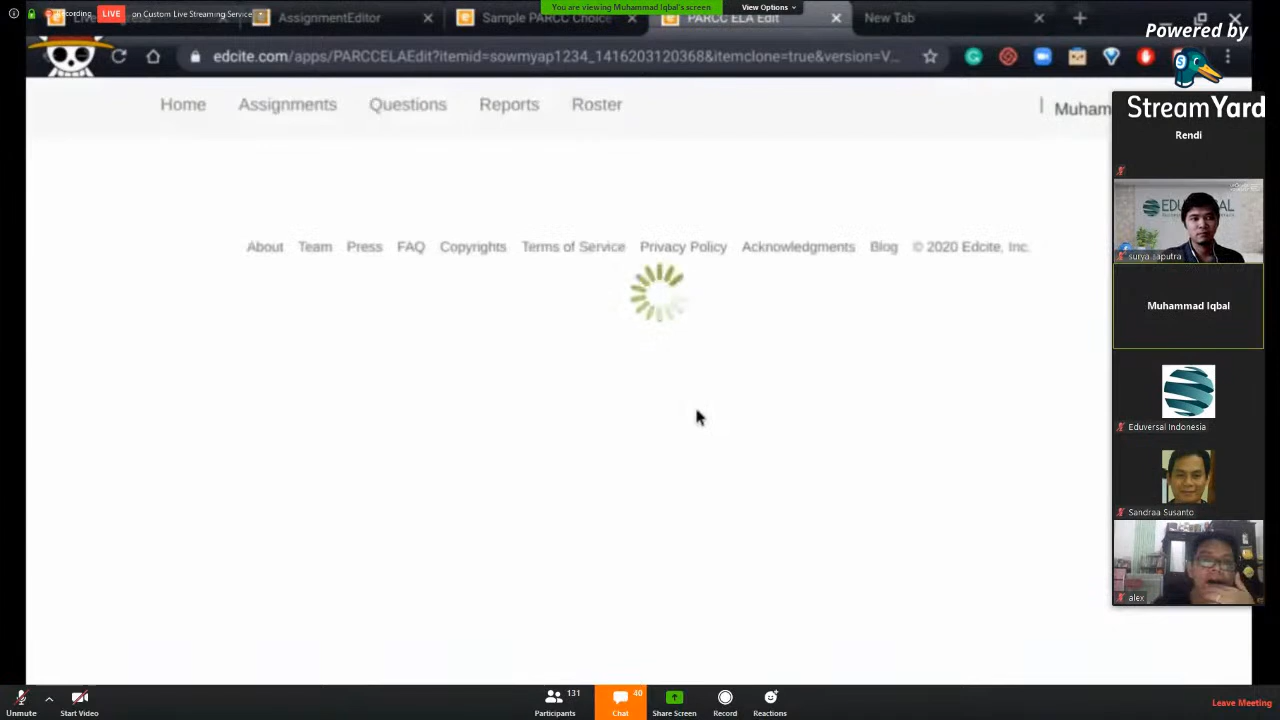 Recording
LIVE
on Custom Live Streaming Service
You are viewing Muhammad Iqbal's screen
View Options
AssignmentEditor
Sample PARCC Choice
PARCC ELA Edit
New Tab
Powered by
StreamYard
edcite.com/apps/PARCCELAEdit?itemid=sowmyap1234_1416203120368&itemclone=true&version=V...
Home Assignments Questions Reports Roster
Muham
Rendi
EDU
surya saputra
Muhammad Iqbal
Eduversal Indonesia
Sandraa Susanto
alex
About Team Press FAQ Copyrights Terms of Service Privacy Policy Acknowledgments Blog © 2020 Edcite, Inc.
Unmute
Start Video
Participants
131
Chat
40
Share Screen
Record
Reactions
Leave Meeting